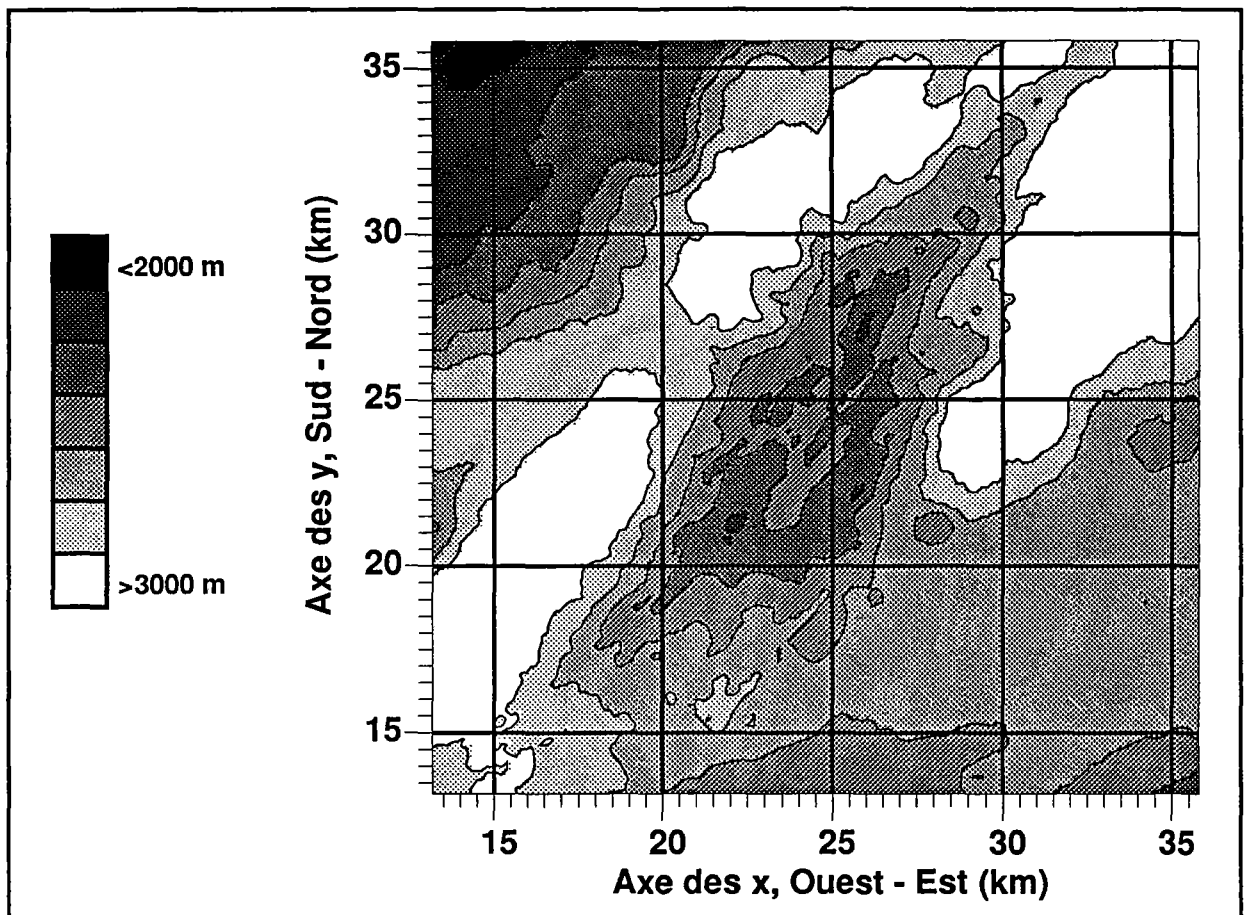 <2000 m
>3000 m
Axe des y, Sud - Nord (km)
35
30
25
20
15
15 20 25 30 35
Axe des x, Ouest - Est (km)